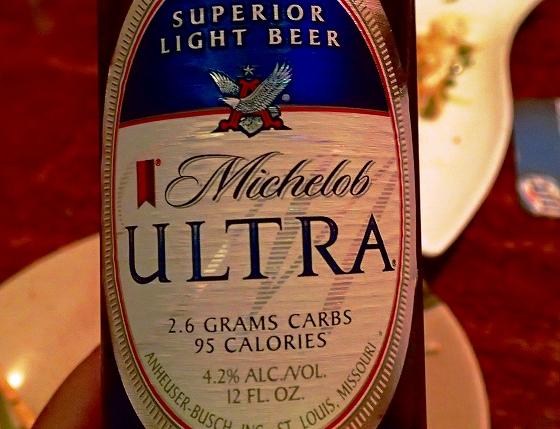 SUPERIOR
LIGHT BEER
A
Michelob
ULTRA
2.6 GRAMS CARBS
95 CALORIES
4.2% ALC./VOL.
12 FL. OZ.
ANHEUSER-BUSCH, INC. ST. LOUIS, MISSOURI